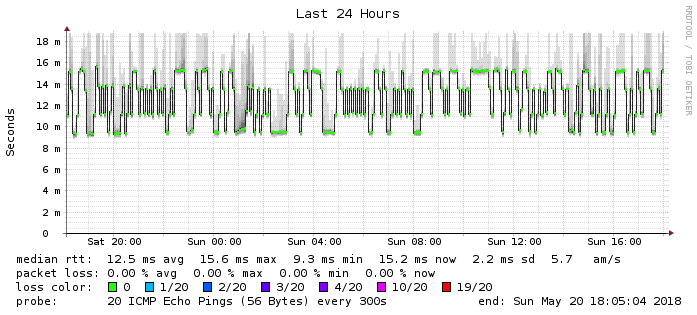 Last 24 Hours
RRDTOOL / TOBI OETIKER
Seconds
18 m
16 m
14 m
12 m
10 m
8 m
6 m
4 m
2 m
0
Sat 20:00 Sun 00:00 Sun 04:00 Sun 08:00 Sun 12:00 Sun 16:00
median rtt: 12.5 ms avg 15.6 ms max 9.3 ms min 15.2 ms now 2.2 ms sd 5.7 am/s
packet loss: 0.00 % avg 0.00 % max 0.00 % min 0.00 % now
loss color: 0 1/20 2/20 3/20 4/20 10/20 19/20
probe: 20 ICMP Echo Pings (56 Bytes) every 300s end: Sun May 20 18:05:04 2018